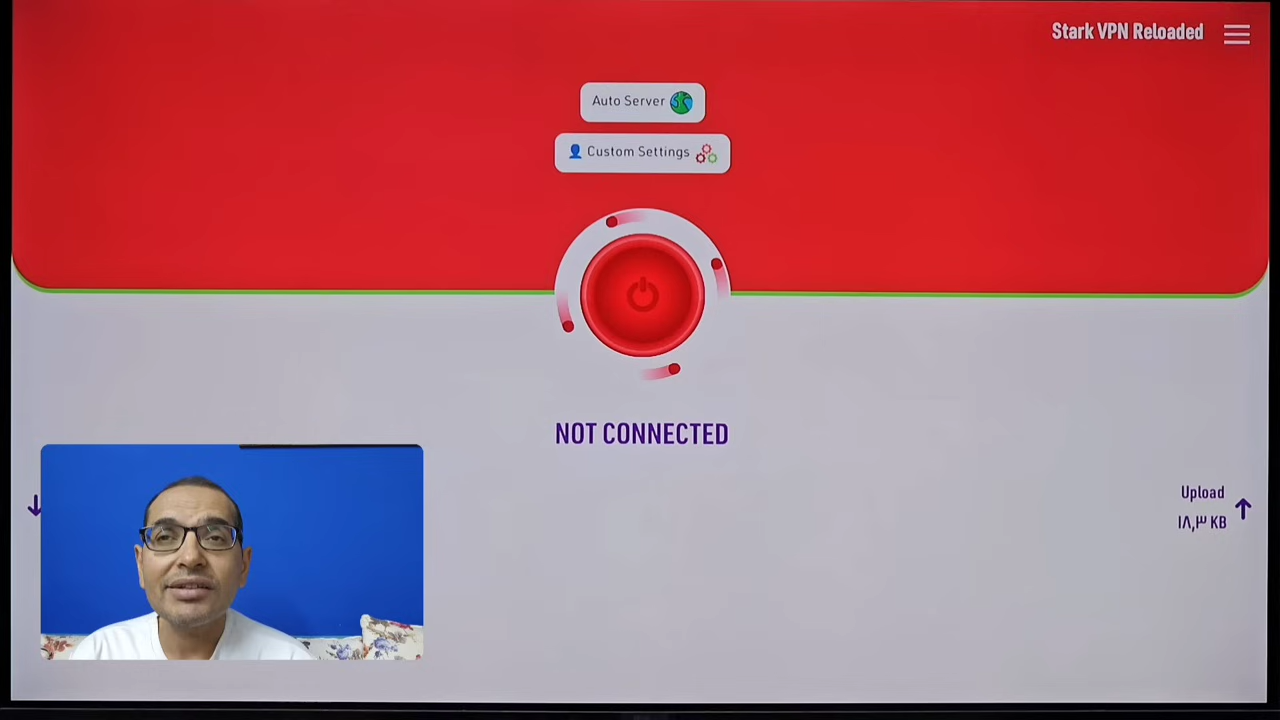 Stark VPN Reloaded
Auto Server
Custom Settings
NOT CONNECTED
Upload
١٨,٣ KB